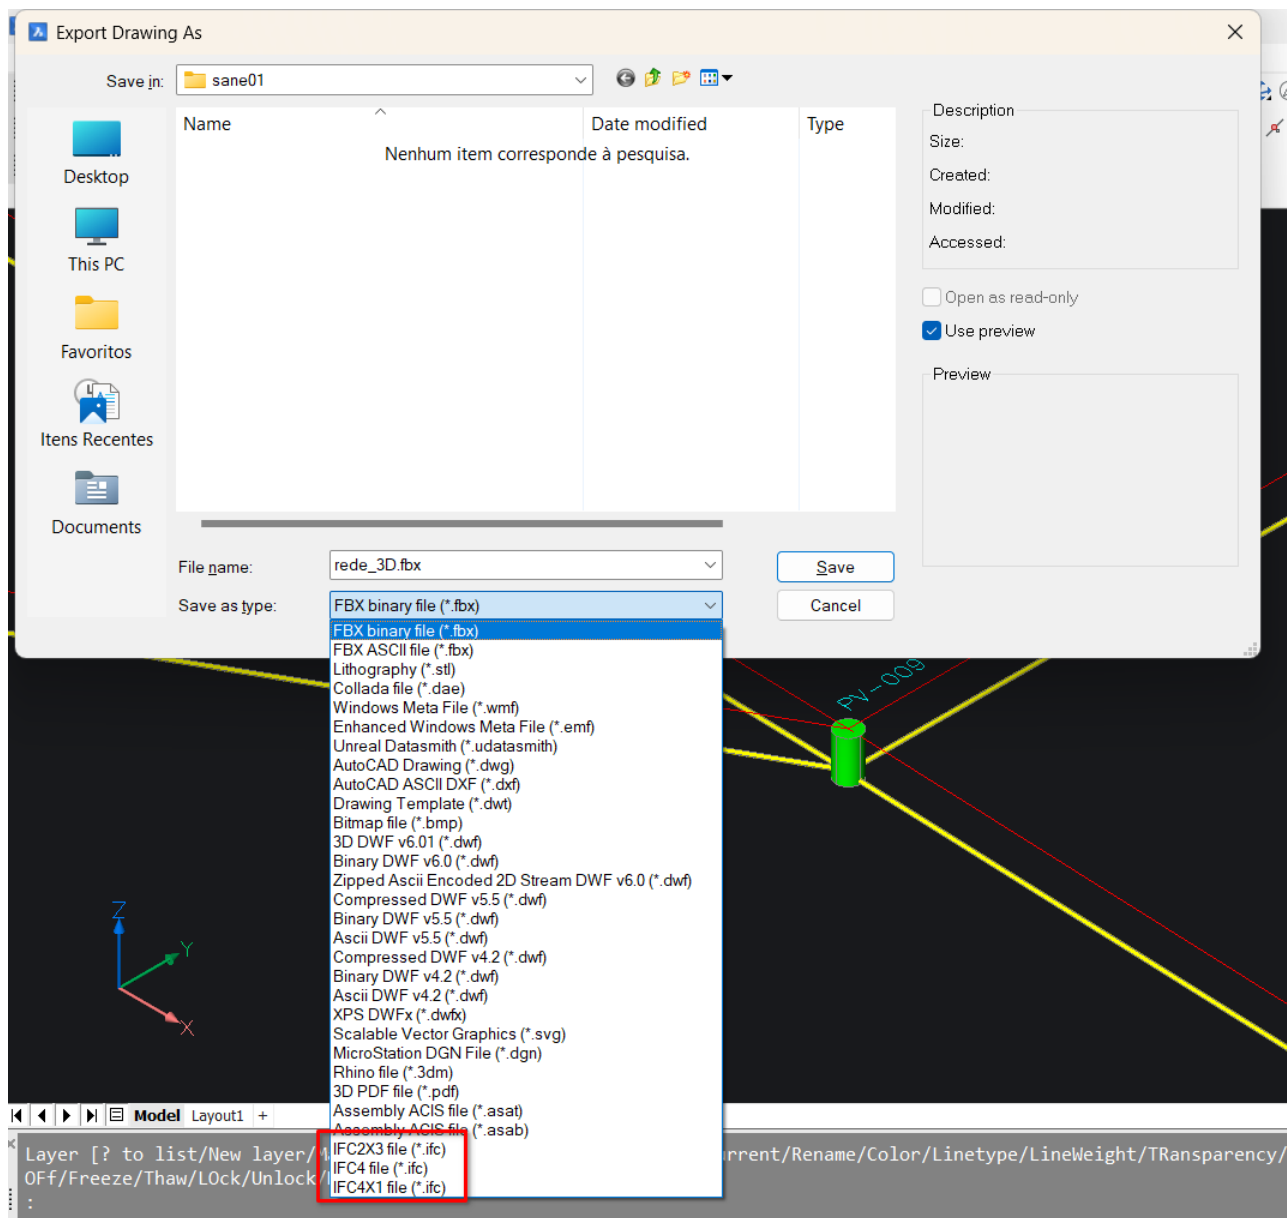 Export Drawing As
Save in:
sane01
Desktop
This PC
Favoritos
Itens Recentes
Documents
Name
Date modified
Type
Nenhum item corresponde à pesquisa.
Description
Size:
Created:
Modified:
Accessed:
Open as read-only
Use preview
Preview
File name:
rede_3D.fbx
Save
Save as type:
FBX binary file (*.fbx)
Cancel
FBX binary file (*.fbx)
FBX ASCII file (*.fbx)
Lithography (*.stl)
Collada file (*.dae)
Windows Meta File (*.wmf)
Enhanced Windows Meta File (*.emf)
Unreal Datasmith (*.udatasmith)
AutoCAD Drawing (*.dwg)
AutoCAD ASCII DXF (*.dxf)
Drawing Template (*.dwt)
Bitmap file (*.bmp)
3D DWF v6.01 (*.dwf)
Binary DWF v6.0 (*.dwf)
Zipped Ascii Encoded 2D Stream DWF v6.0 (*.dwf)
Compressed DWF v5.5 (*.dwf)
Binary DWF v5.5 (*.dwf)
Ascii DWF v5.5 (*.dwf)
Compressed DWF v4.2 (*.dwf)
Binary DWF v4.2 (*.dwf)
Ascii DWF v4.2 (*.dwf)
XPS DWFx (*.dwfx)
Scalable Vector Graphics (*.svg)
MicroStation DGN File (*.dgn)
Rhino file (*.3dm)
3D PDF file (*.pdf)
Assembly ACIS file (*.asat)
Assembly ACIS file (*.asab)
IFC2X3 file (*.ifc)
IFC4 file (*.ifc)
IFC4X1 file (*.ifc)
PV-009
Z
Y
X
Model Layout1 +
Layer [? to list/New layer/ rrent/Rename/Color/Linetype/LineWeight/TRansparency/
OFf/Freeze/Thaw/LOck/Unlock/
: